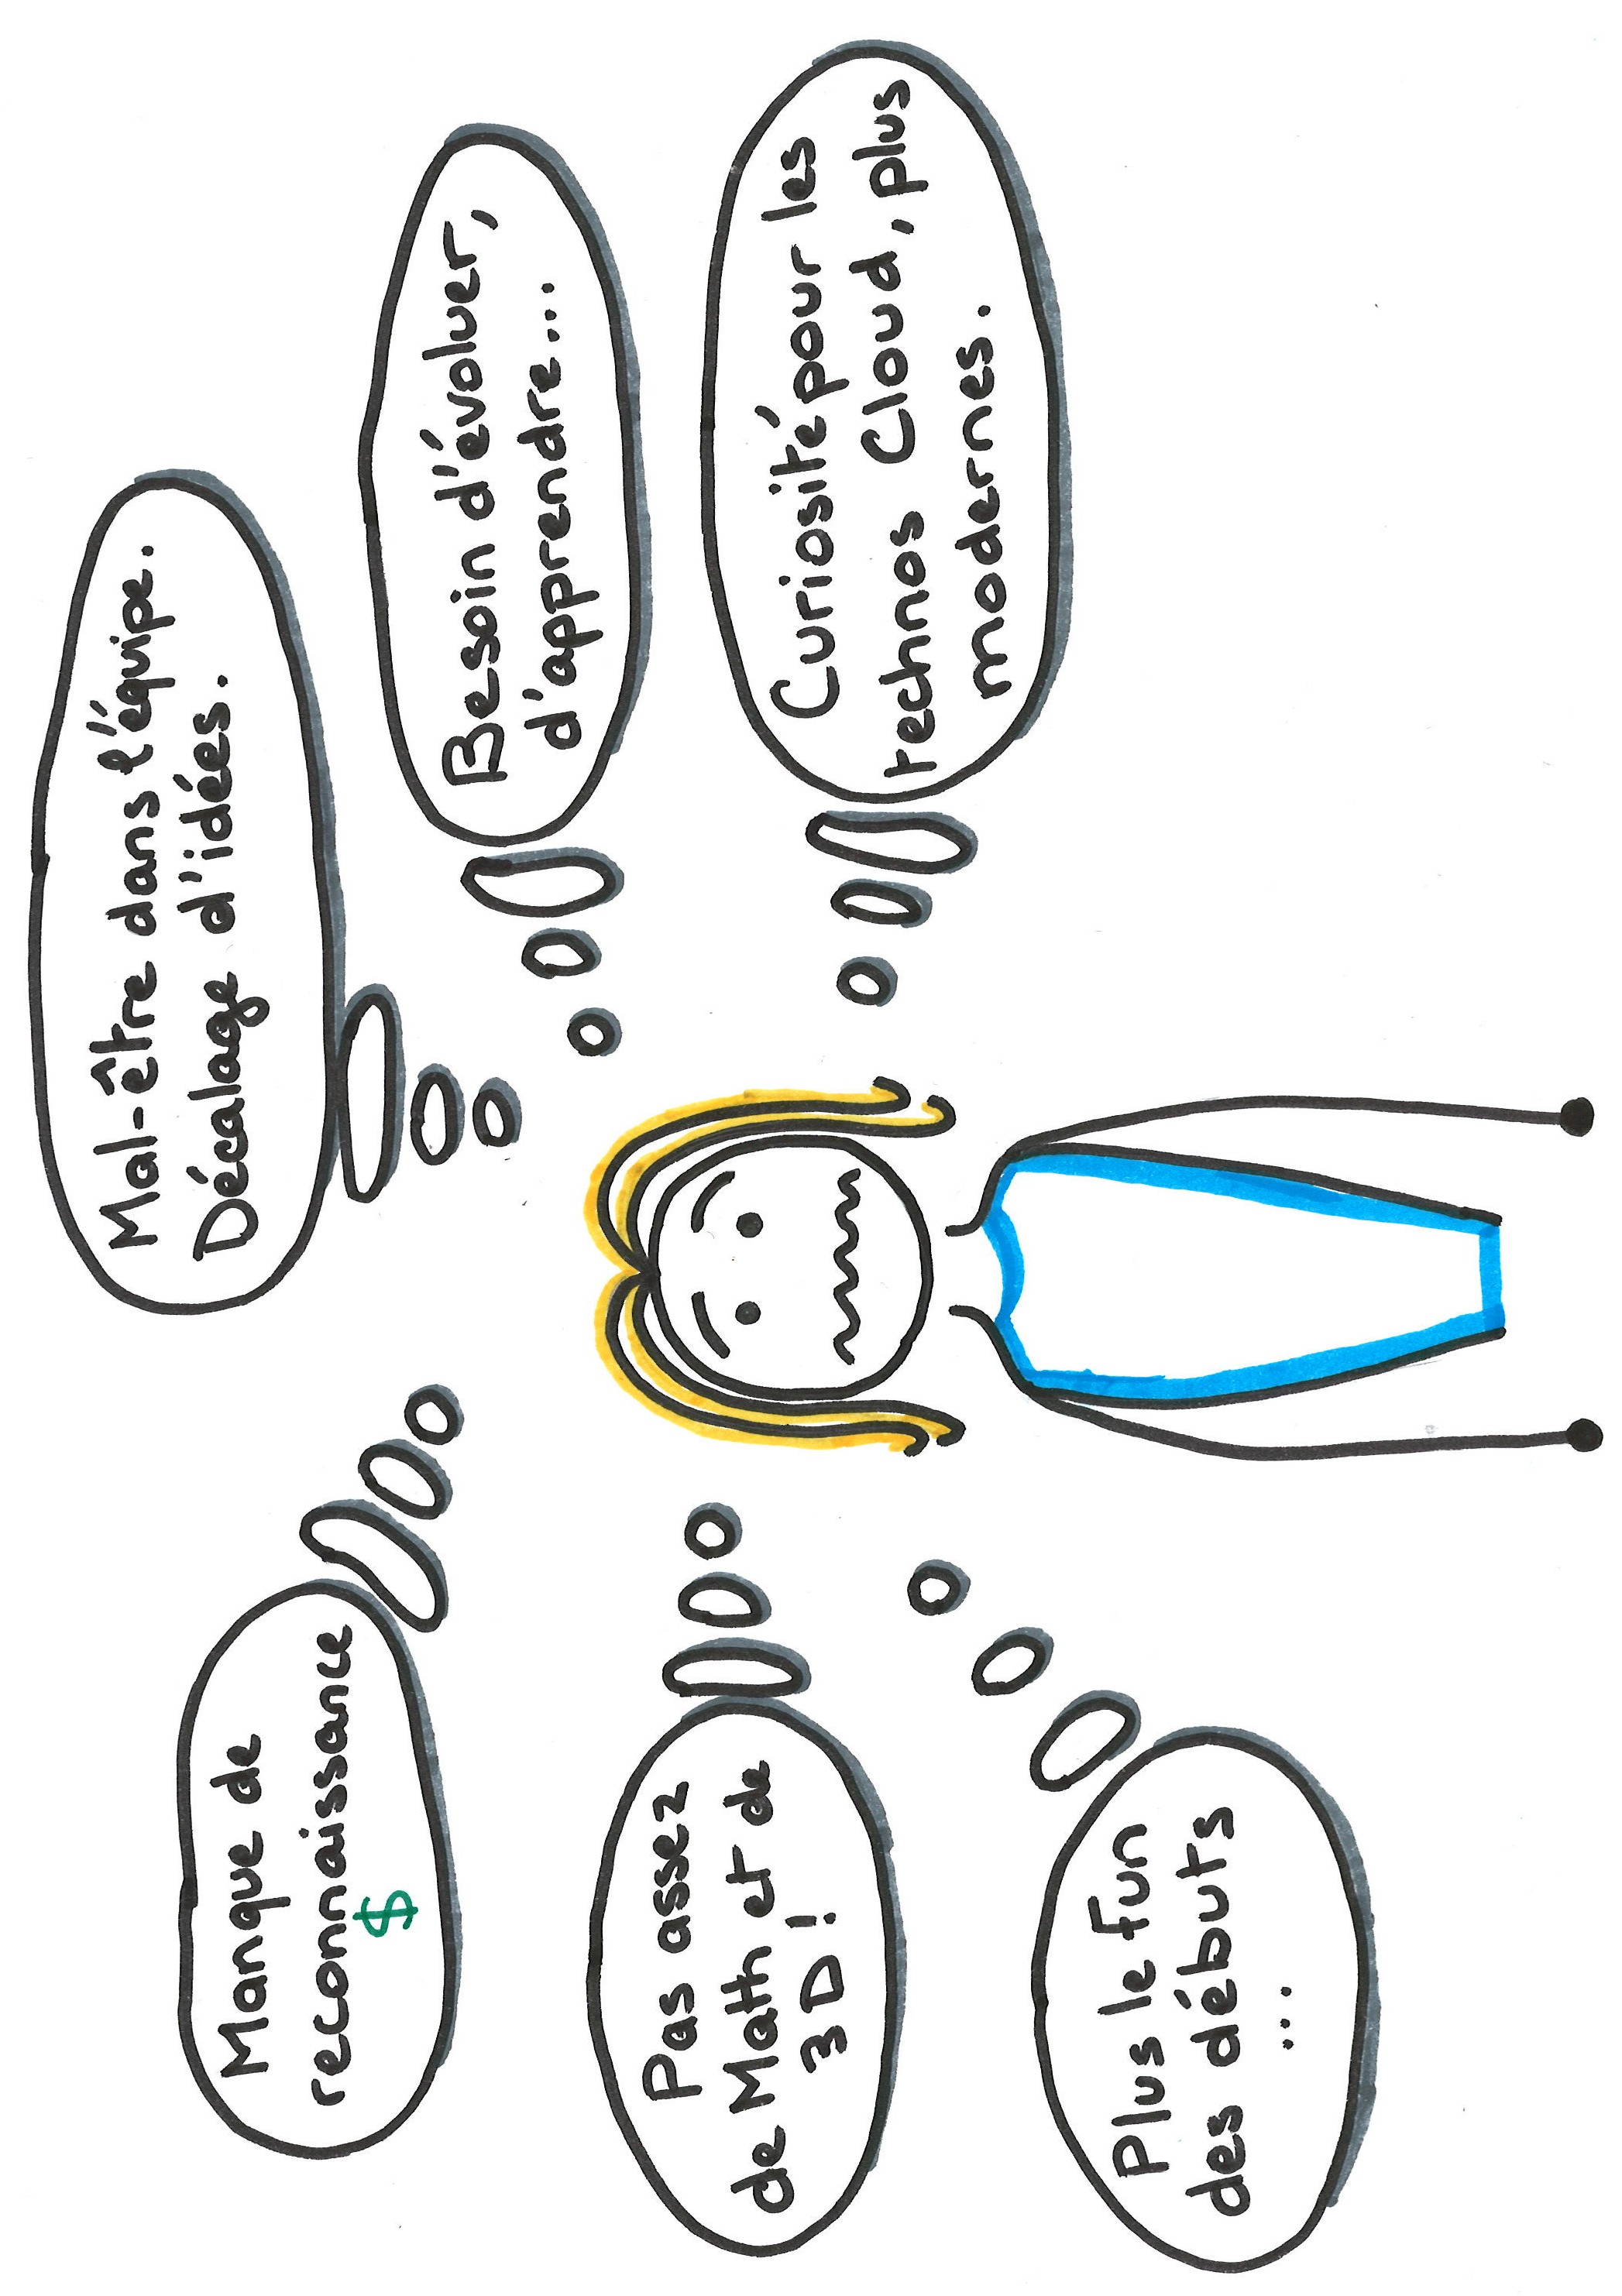 Manque de
reconnaissance
$
Mal-être dans l'équipe.
Décalage d'idées.
Besoin d'évoluer,
d'apprendre...
Pas assez
de Math et de
3D !
Curiosité pour les
technos Cloud, plus
modernes.
Plus le fun
des débuts
...